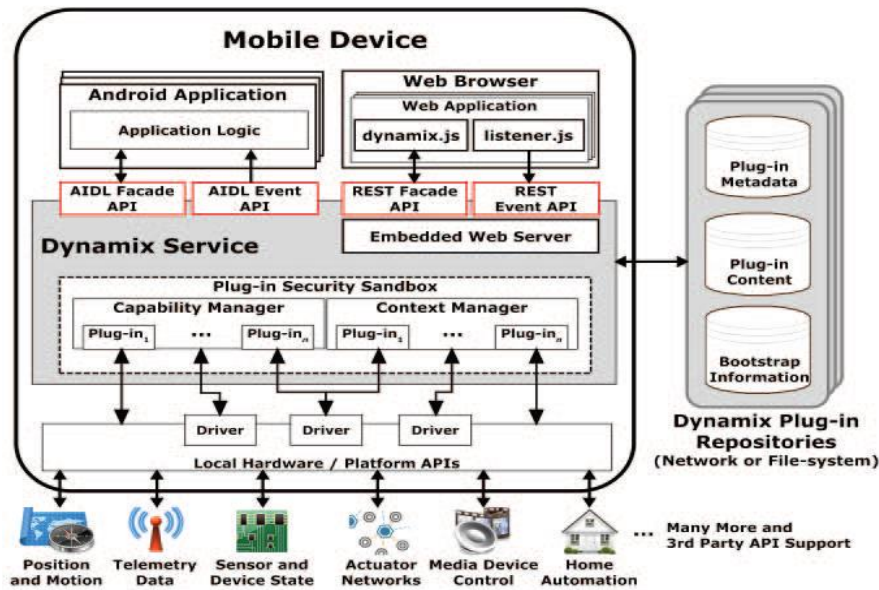 Mobile Device
Android Application
Application Logic
Web Browser
Web Application
dynamix.js
listener.js
AIDL Facade
API
AIDL Event
API
REST Facade
API
REST
Event API
Dynamix Service
Embedded Web Server
Plug-in Security Sandbox
Capability Manager
Plug-in1
...
Plug-inn
Context Manager
Plug-in1
...
Plug-inn
Driver
Driver
Driver
Local Hardware / Platform APIs
Plug-in
Metadata
Plug-in
Content
Bootstrap
Information
Dynamix Plug-in
Repositories
(Network or File-system)
Position
and Motion
Telemetry
Data
Sensor and
Device State
Actuator
Networks
Media Device
Control
Home
Automation
... Many More and
3rd Party API Support